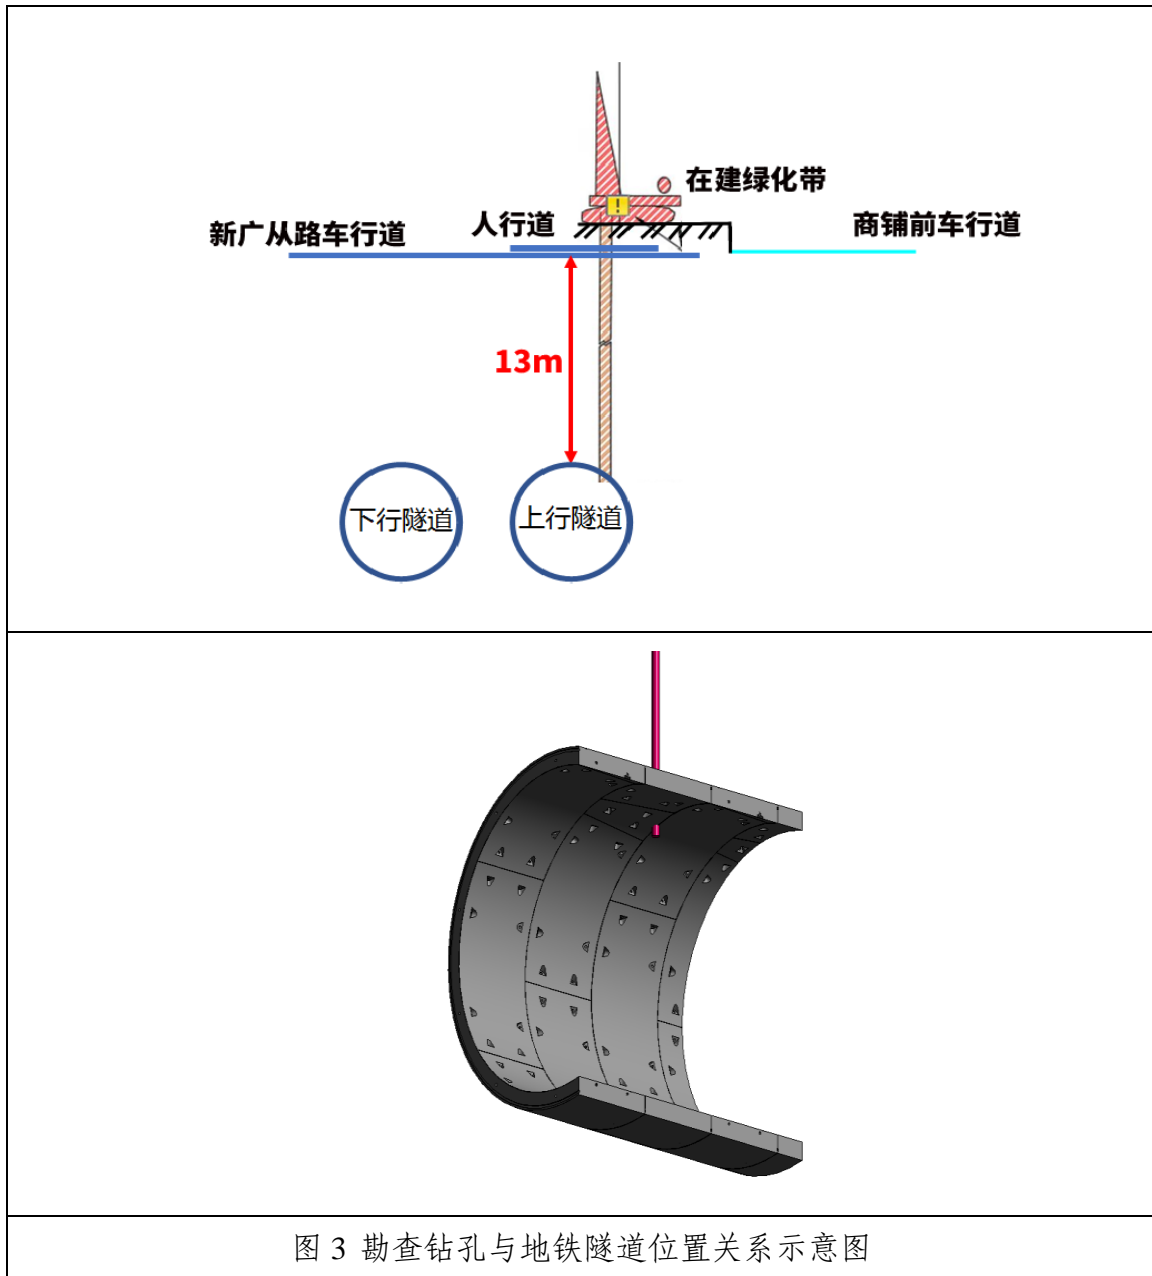 在建绿化带
新广从路车行道
人行道
商铺前车行道
!
13m
下行隧道
上行隧道
图 3 勘查钻孔与地铁隧道位置关系示意图